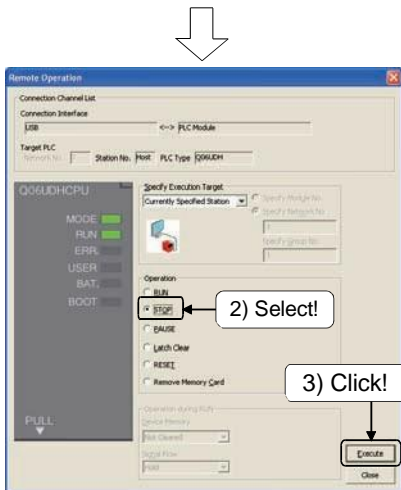 Remote Operation
Connection Channel List
Connection Interface
USB <--> PLC Module
Target PLC
Network No. Station No. Host PLC Type Q06UDH
Q06UDHCPU
MODE
RUN
ERR.
USER
BAT.
BOOT
PULL
Specify Execution Target
Currently Specified Station
Specify Module No.
Specify Network No.
1
Specify Group No.
1
Operation
RUN
STOP
2) Select!
PAUSE
Latch Clear
RESET
Remove Memory Card
3) Click!
Operation during RUN
Device Memory
Not Cleared
Signal Flow
Hold
Execute
Close